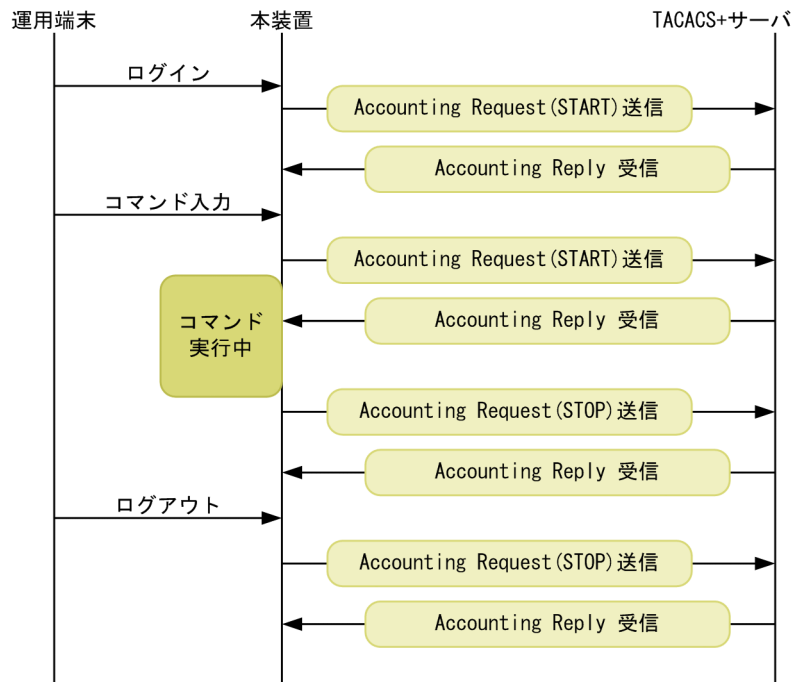 運用端末
本装置
TACACS+サーバ
ログイン
Accounting Request(START)送信
Accounting Reply 受信
コマンド入力
Accounting Request(START)送信
コマンド
実行中
Accounting Reply 受信
Accounting Request(STOP)送信
Accounting Reply 受信
ログアウト
Accounting Request(STOP)送信
Accounting Reply 受信